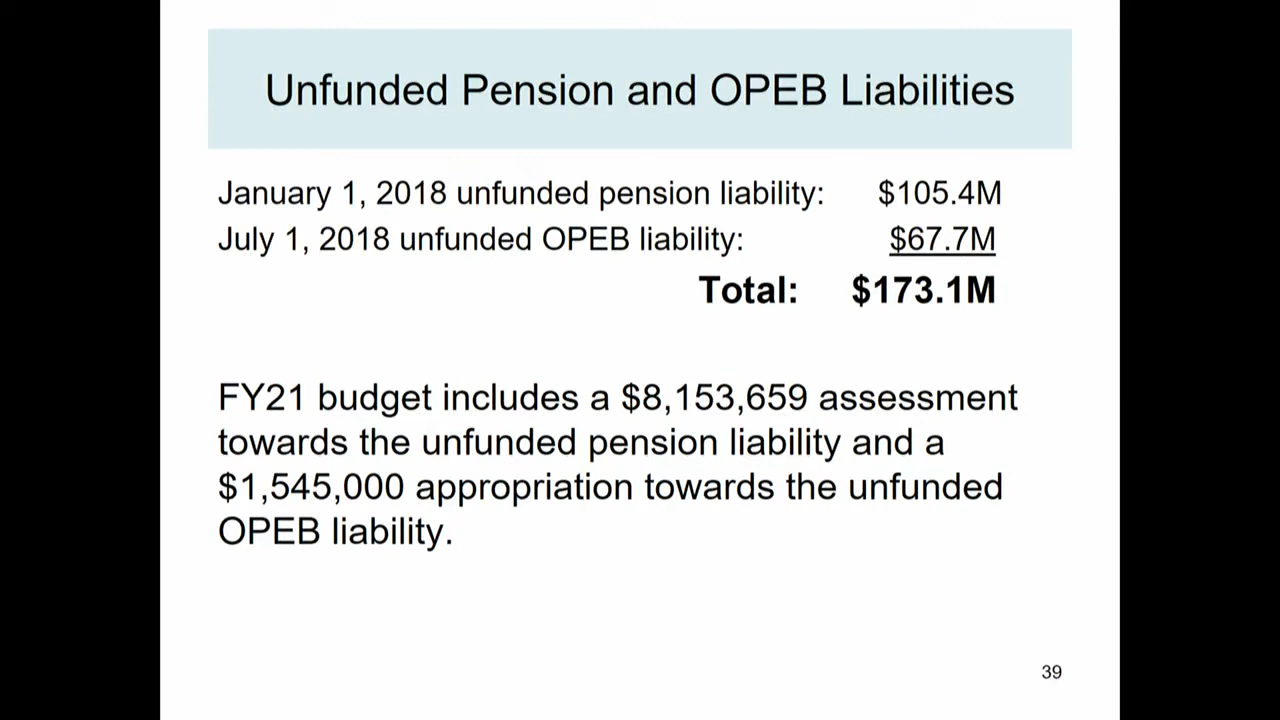 Unfunded Pension and OPEB Liabilities
January 1, 2018 unfunded pension liability: $105.4M
July 1, 2018 unfunded OPEB liability: $67.7M
Total: $173.1M
FY21 budget includes a $8,153,659 assessment
towards the unfunded pension liability and a
$1,545,000 appropriation towards the unfunded
OPEB liability.
39